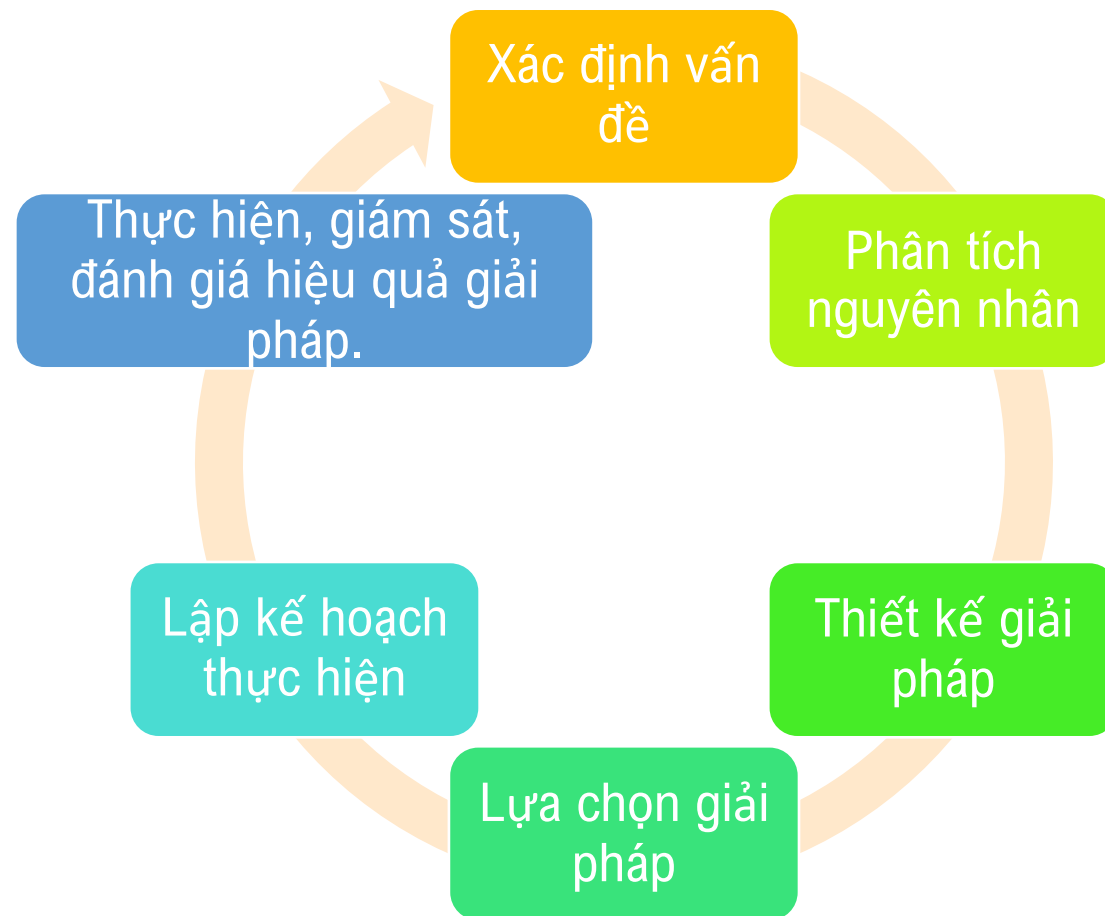 Xác định vấn
đề
Phân tích
nguyên nhân
Thiết kế giải
pháp
Lựa chọn giải
pháp
Lập kế hoạch
thực hiện
Thực hiện, giám sát,
đánh giá hiệu quả giải
pháp.